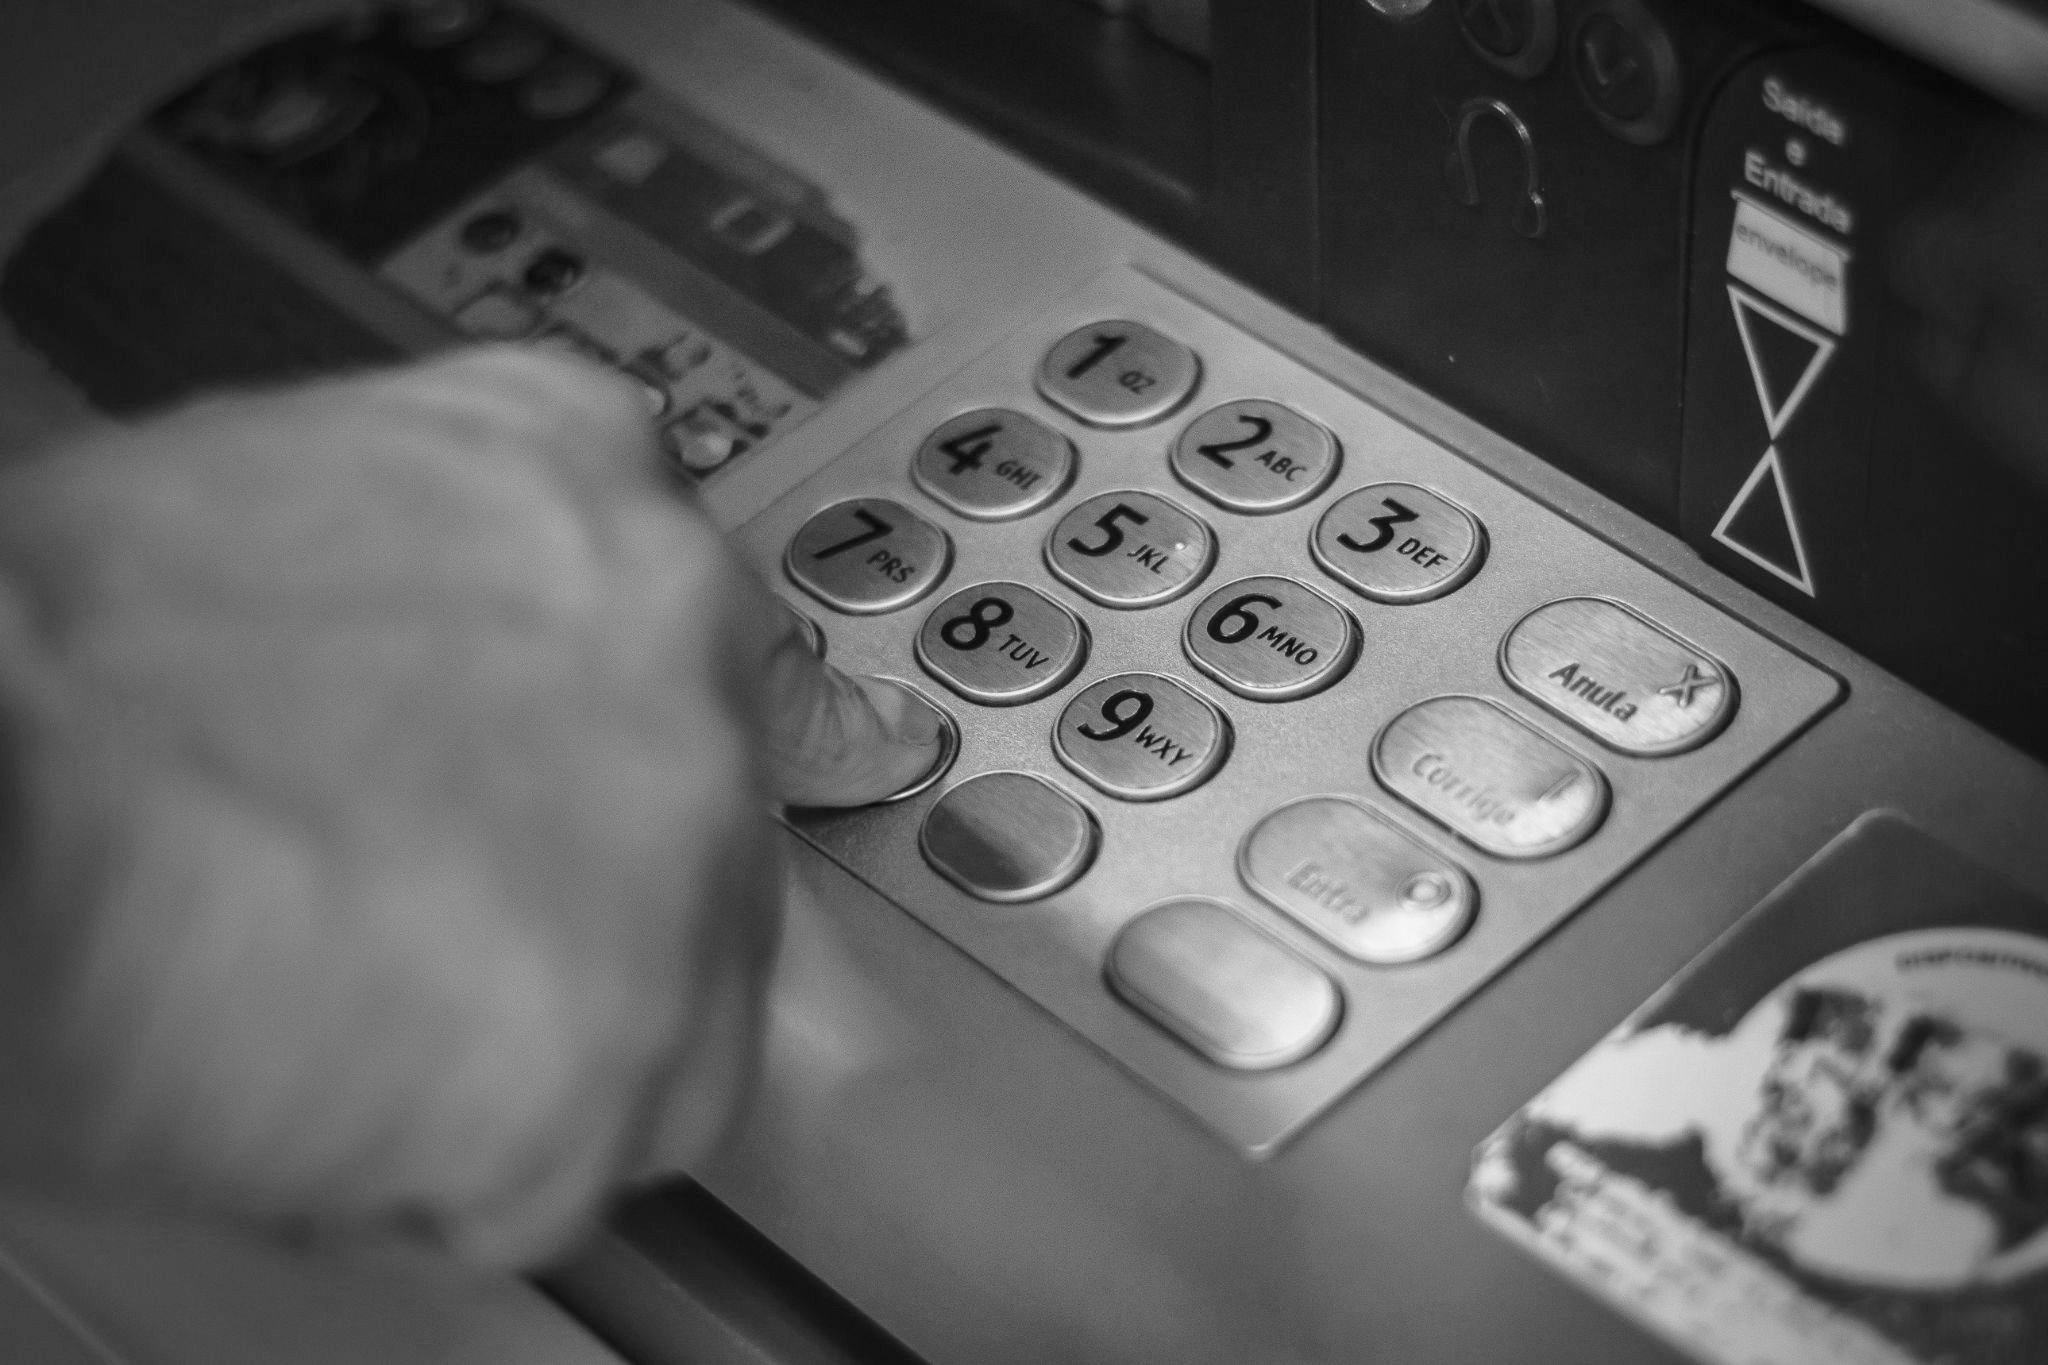 Saída
e
Entrada
envelope
1 OZ
2 ABC
3 DEF
Anula X
4 GHI
5 JKL
6 MNO
Corrige
7 PRS
8 TUV
9 WXY
Entra